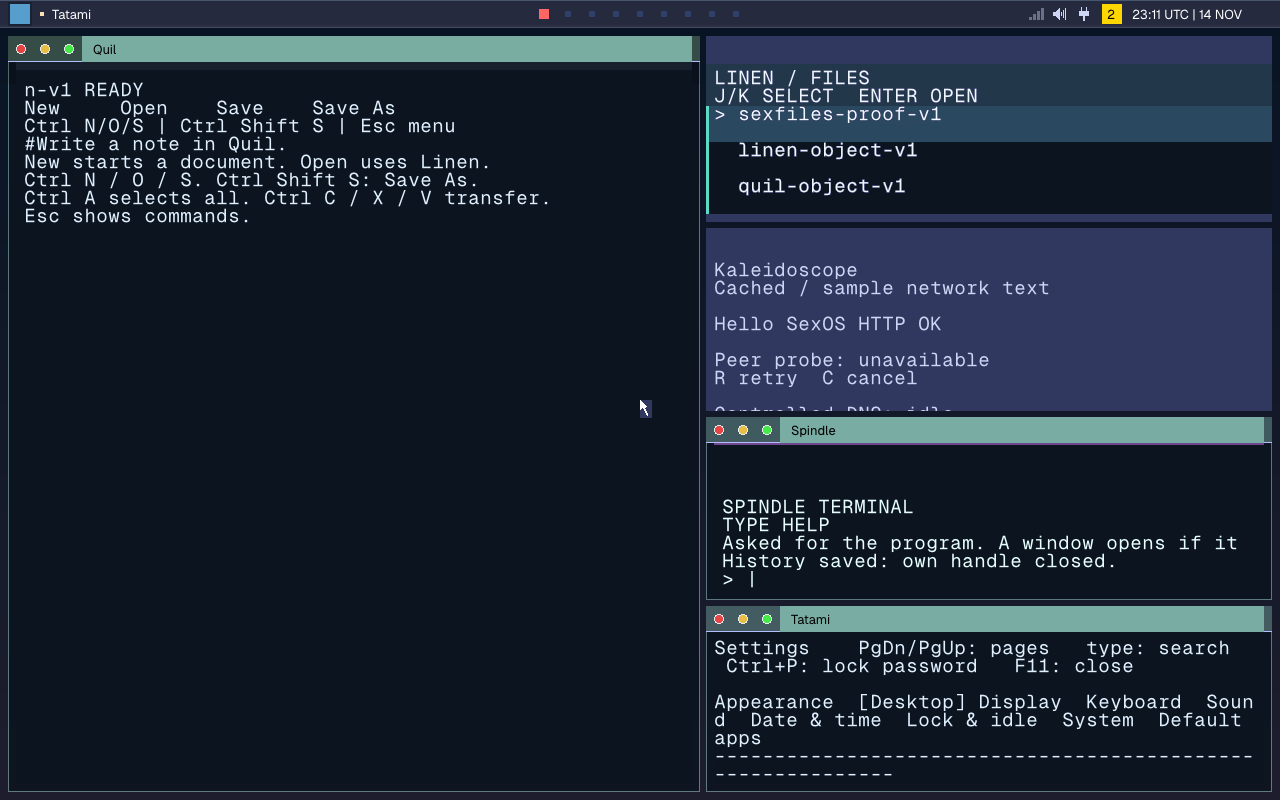 Tatami
2
23:11 UTC | 14 NOV
Quil
n-v1 READY
New Open Save Save As
Ctrl N/O/S | Ctrl Shift S | Esc menu
#Write a note in Quil.
New starts a document. Open uses Linen.
Ctrl N / O / S. Ctrl Shift S: Save As.
Ctrl A selects all. Ctrl C / X / V transfer.
Esc shows commands.
LINEN / FILES
J/K SELECT ENTER OPEN
> sexfiles-proof-v1
linen-object-v1
quil-object-v1
Kaleidoscope
Cached / sample network text
Hello SexOS HTTP OK
Peer probe: unavailable
R retry C cancel
Spindle
SPINDLE TERMINAL
TYPE HELP
Asked for the program. A window opens if it
History saved: own handle closed.
> |
Tatami
Settings PgDn/PgUp: pages type: search
Ctrl+P: lock password F11: close
Appearance [Desktop] Display Keyboard Soun
d Date & time Lock & idle System Default
apps
---------------------------------------------
---------------